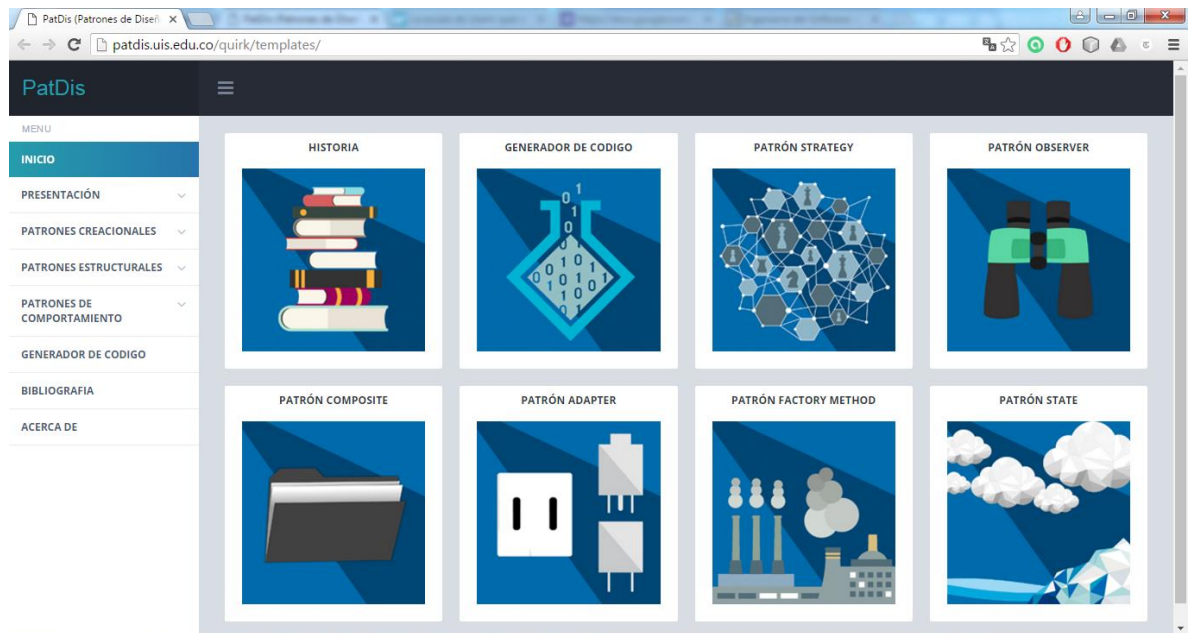 PatDis (Patrones de Diseñ
patdis.uis.edu.co/quirk/templates/
PatDis
MENU
INICIO
PRESENTACIÓN
PATRONES CREACIONALES
PATRONES ESTRUCTURALES
PATRONES DE
COMPORTAMIENTO
GENERADOR DE CODIGO
BIBLIOGRAFIA
ACERCA DE
HISTORIA
GENERADOR DE CODIGO
PATRÓN STRATEGY
PATRÓN OBSERVER
PATRÓN COMPOSITE
PATRÓN ADAPTER
PATRÓN FACTORY METHOD
PATRÓN STATE